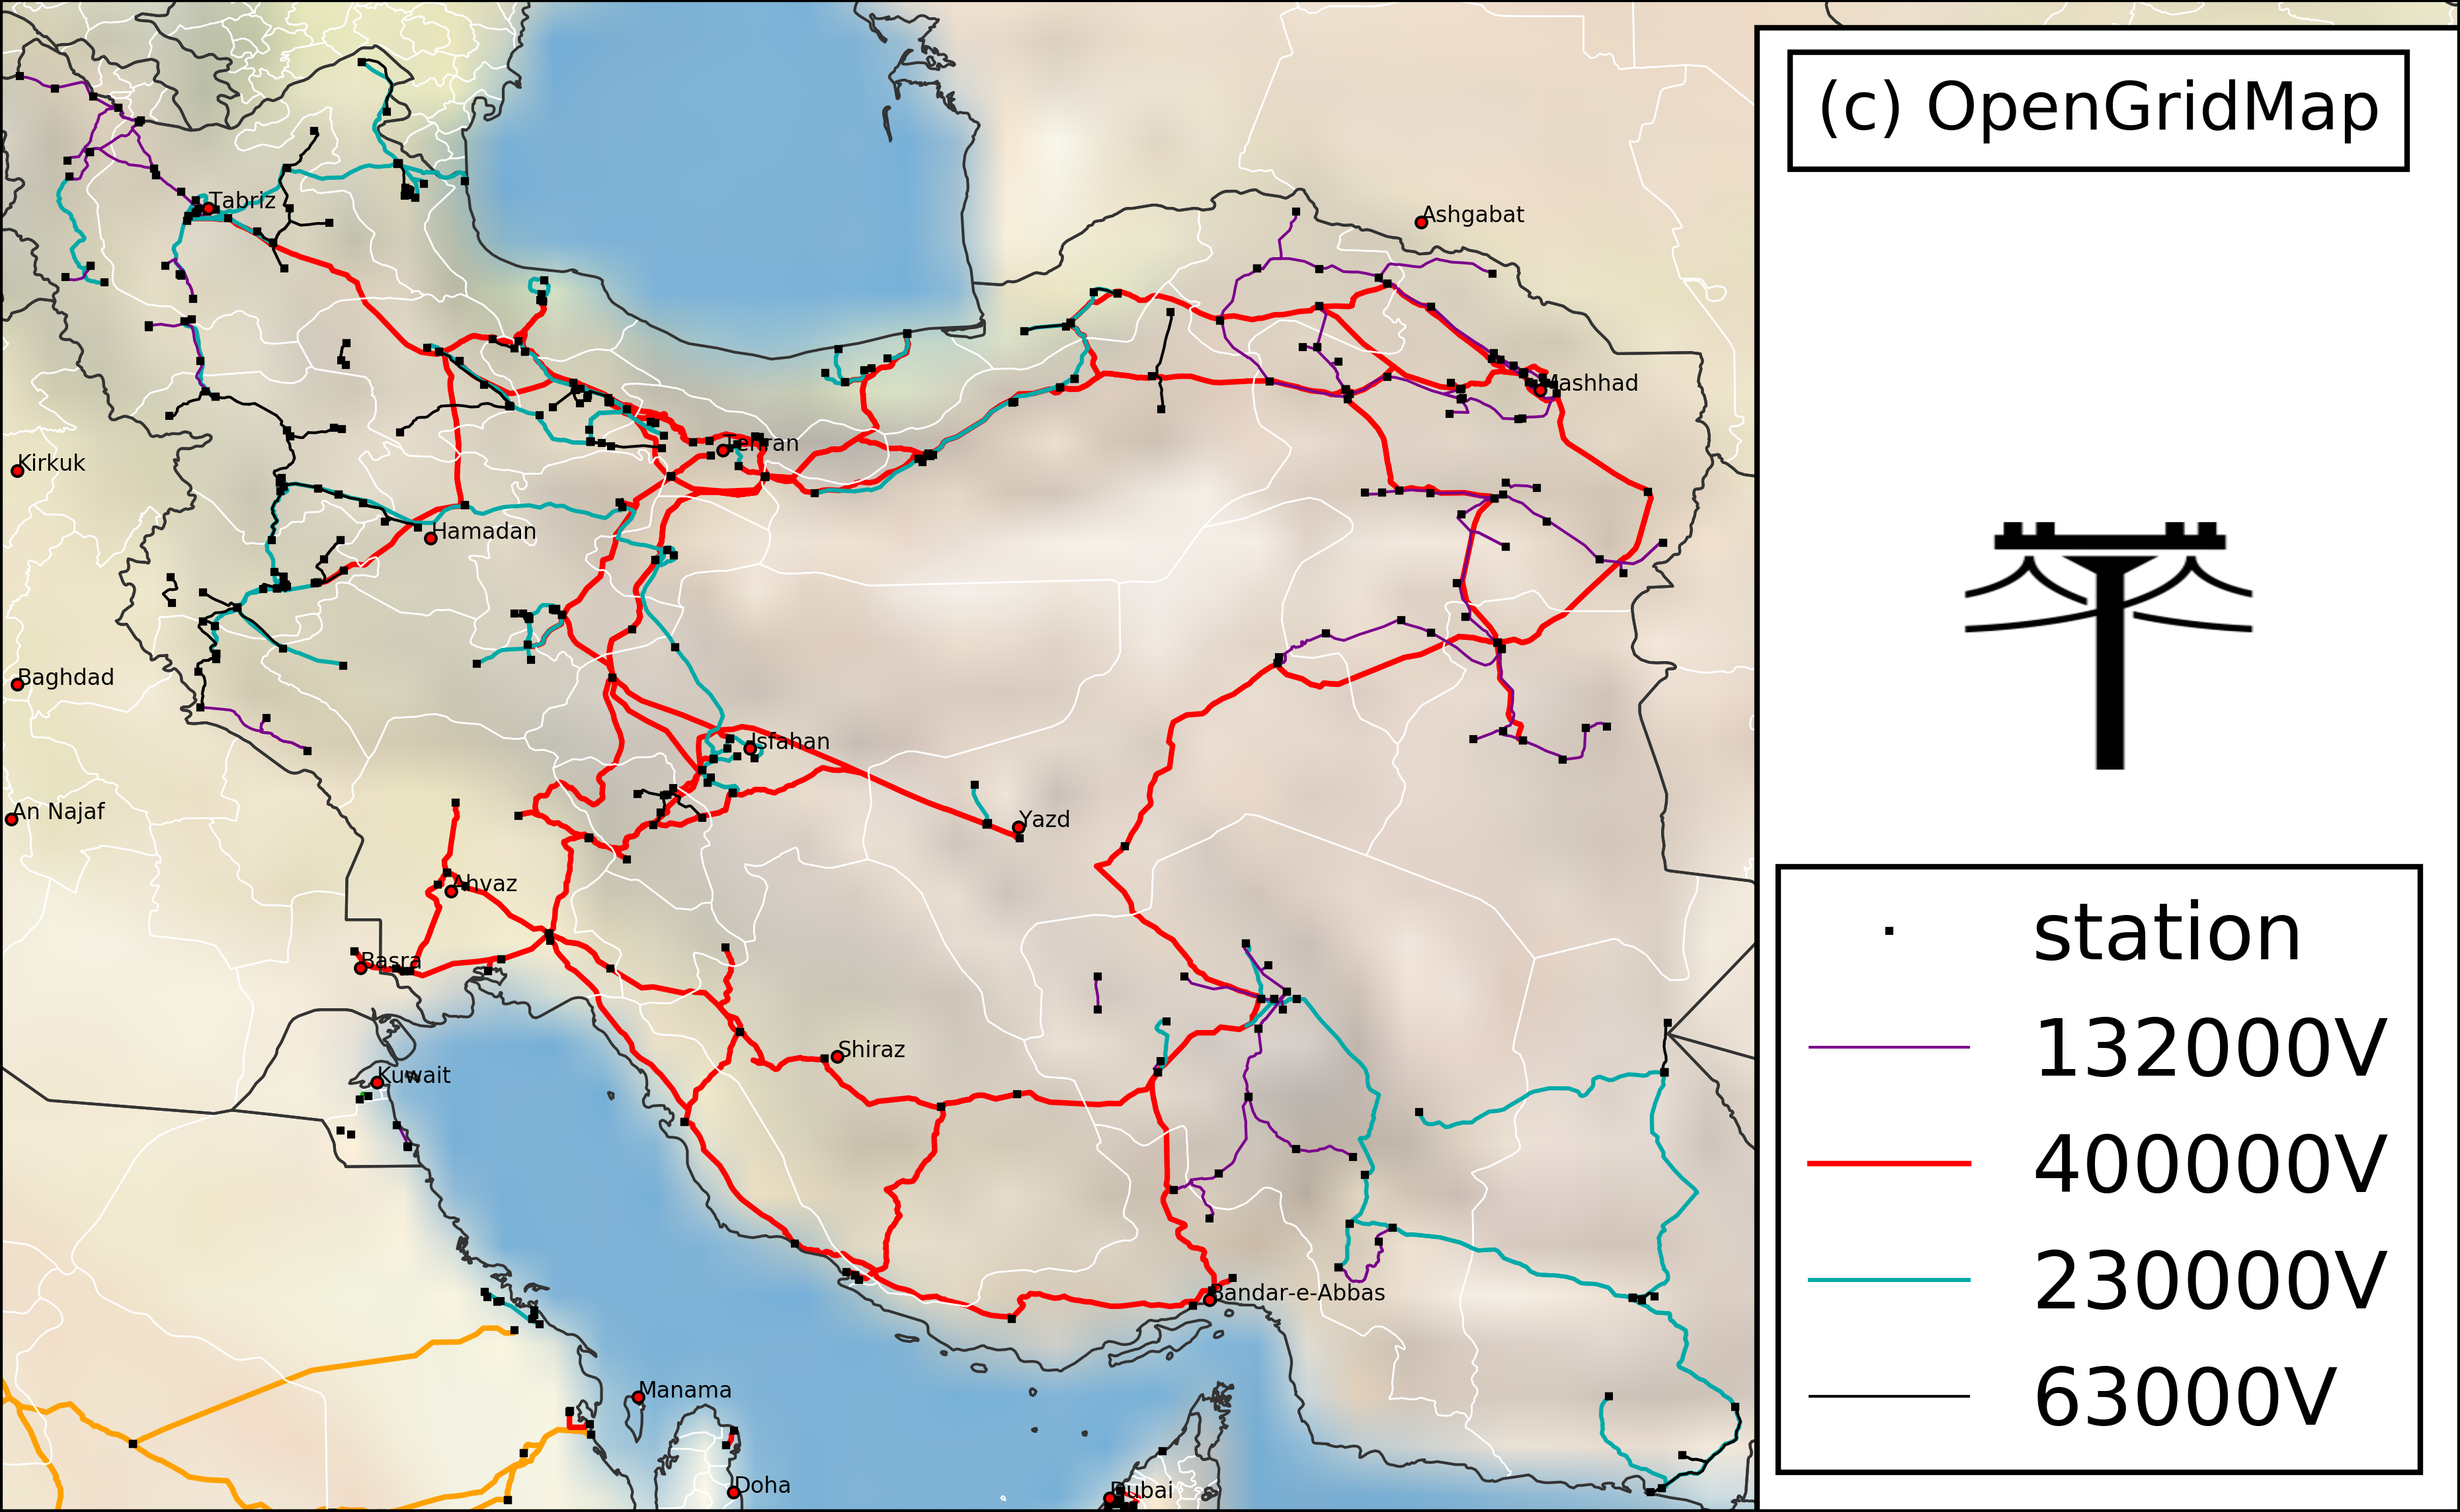 (c) OpenGridMap
Tabriz
Ashgabat
Mashhad
Tehran
Kirkuk
Hamadan
Baghdad
Isfahan
An Najaf
Yazd
Ahvaz
Basra
Shiraz
Kuwait
Bandar-e-Abbas
Manama
Doha
Dubai
station
132000V
400000V
230000V
63000V